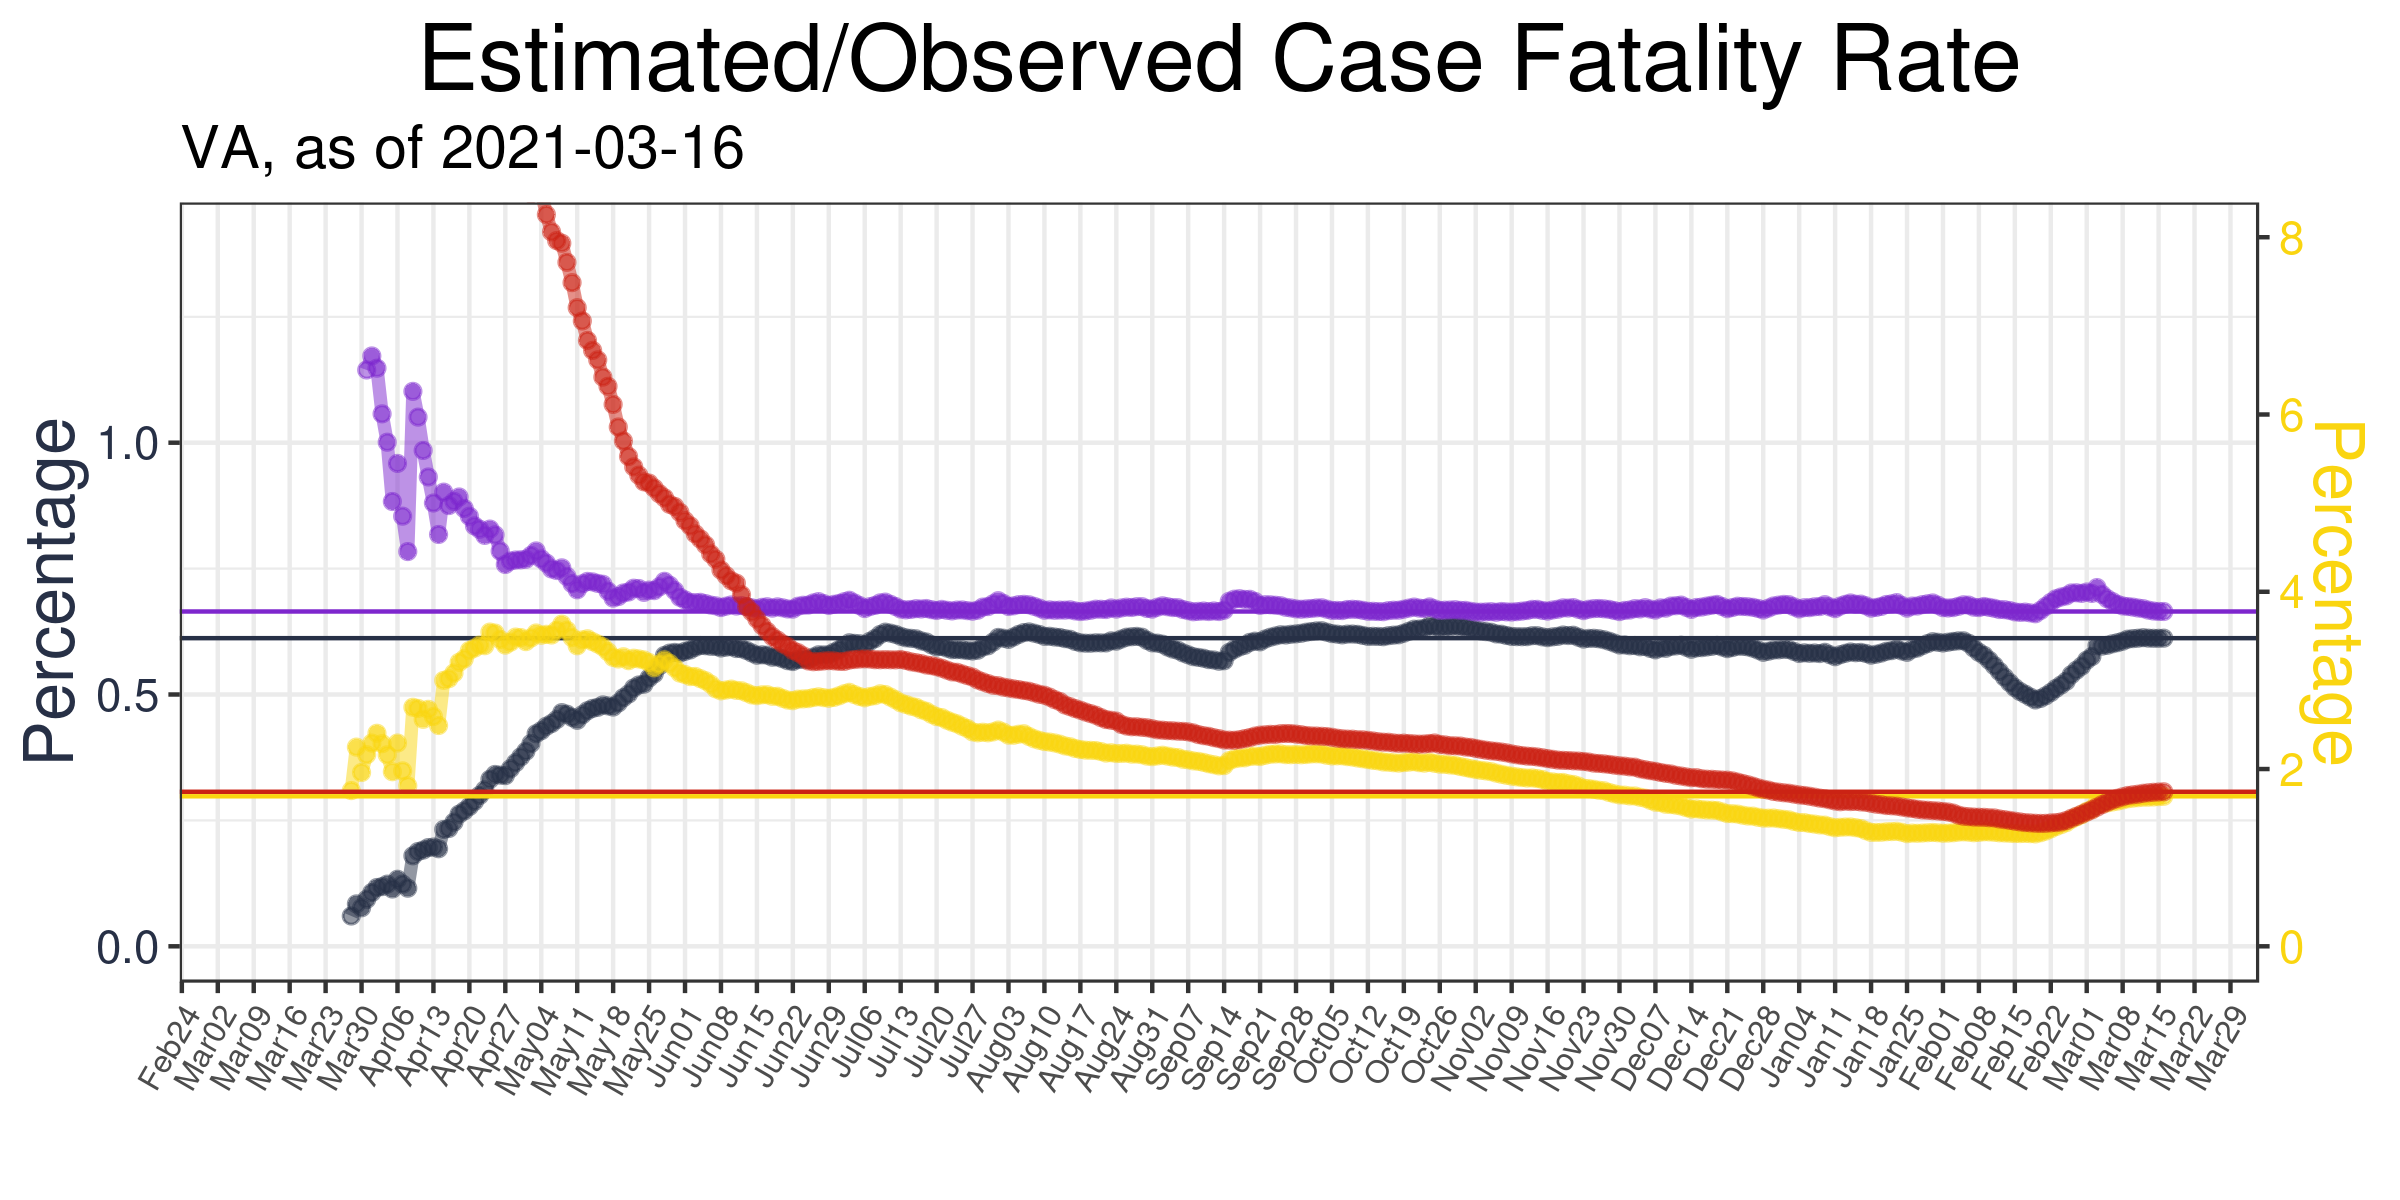 Estimated/Observed Case Fatality Rate
VA, as of 2021-03-16
Percentage
1.0
0.5
0.0
8
6
4
2
0
Percentage
Feb24
Mar02
Mar09
Mar16
Mar23
Mar30
Apr06
Apr13
Apr20
Apr27
May04
May11
May18
May25
Jun01
Jun08
Jun15
Jun22
Jun29
Jul06
Jul13
Jul20
Jul27
Aug03
Aug10
Aug17
Aug24
Aug31
Sep07
Sep14
Sep21
Sep28
Oct05
Oct12
Oct19
Oct26
Nov02
Nov09
Nov16
Nov23
Nov30
Dec07
Dec14
Dec21
Dec28
Jan04
Jan11
Jan18
Jan25
Feb01
Feb08
Feb15
Feb22
Mar01
Mar08
Mar15
Mar22
Mar29